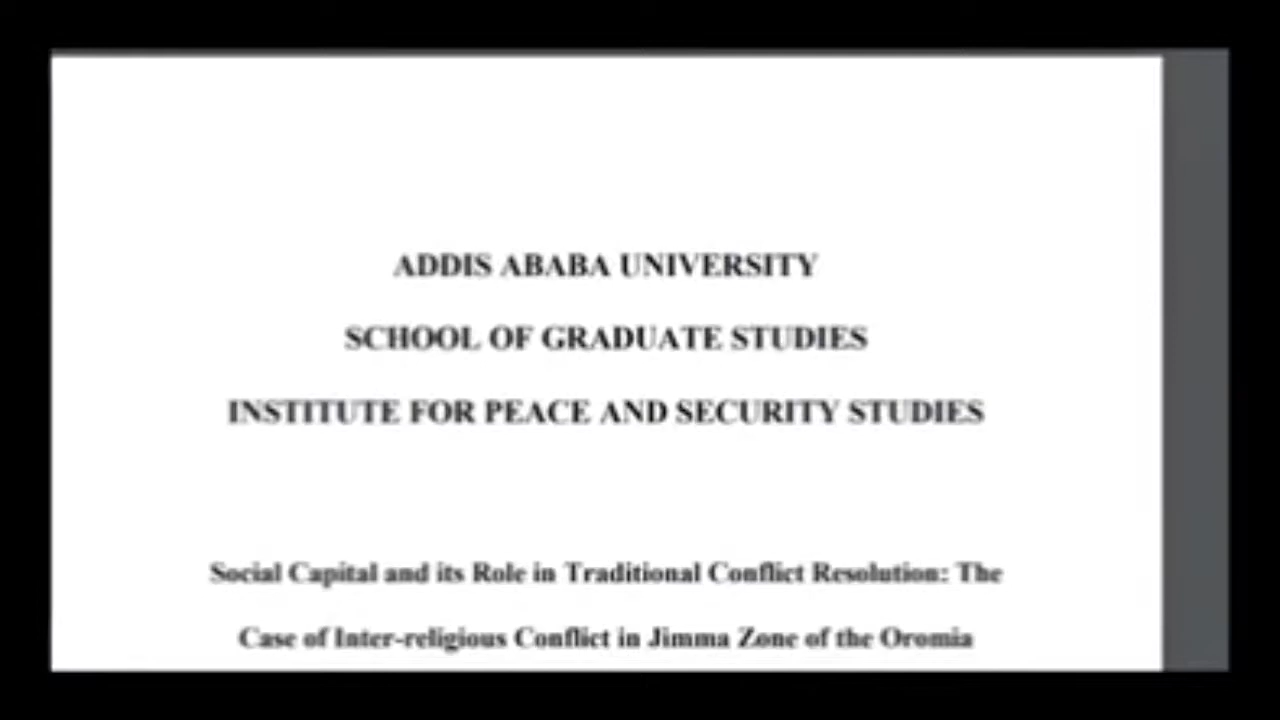 ADDIS ABABA UNIVERSITY
SCHOOL OF GRADUATE STUDIES
INSTITUTE FOR PEACE AND SECURITY STUDIES
Social Capital and its Role in Traditional Conflict Resolution: The
Case of Inter-religious Conflict in Jimma Zone of the Oromia